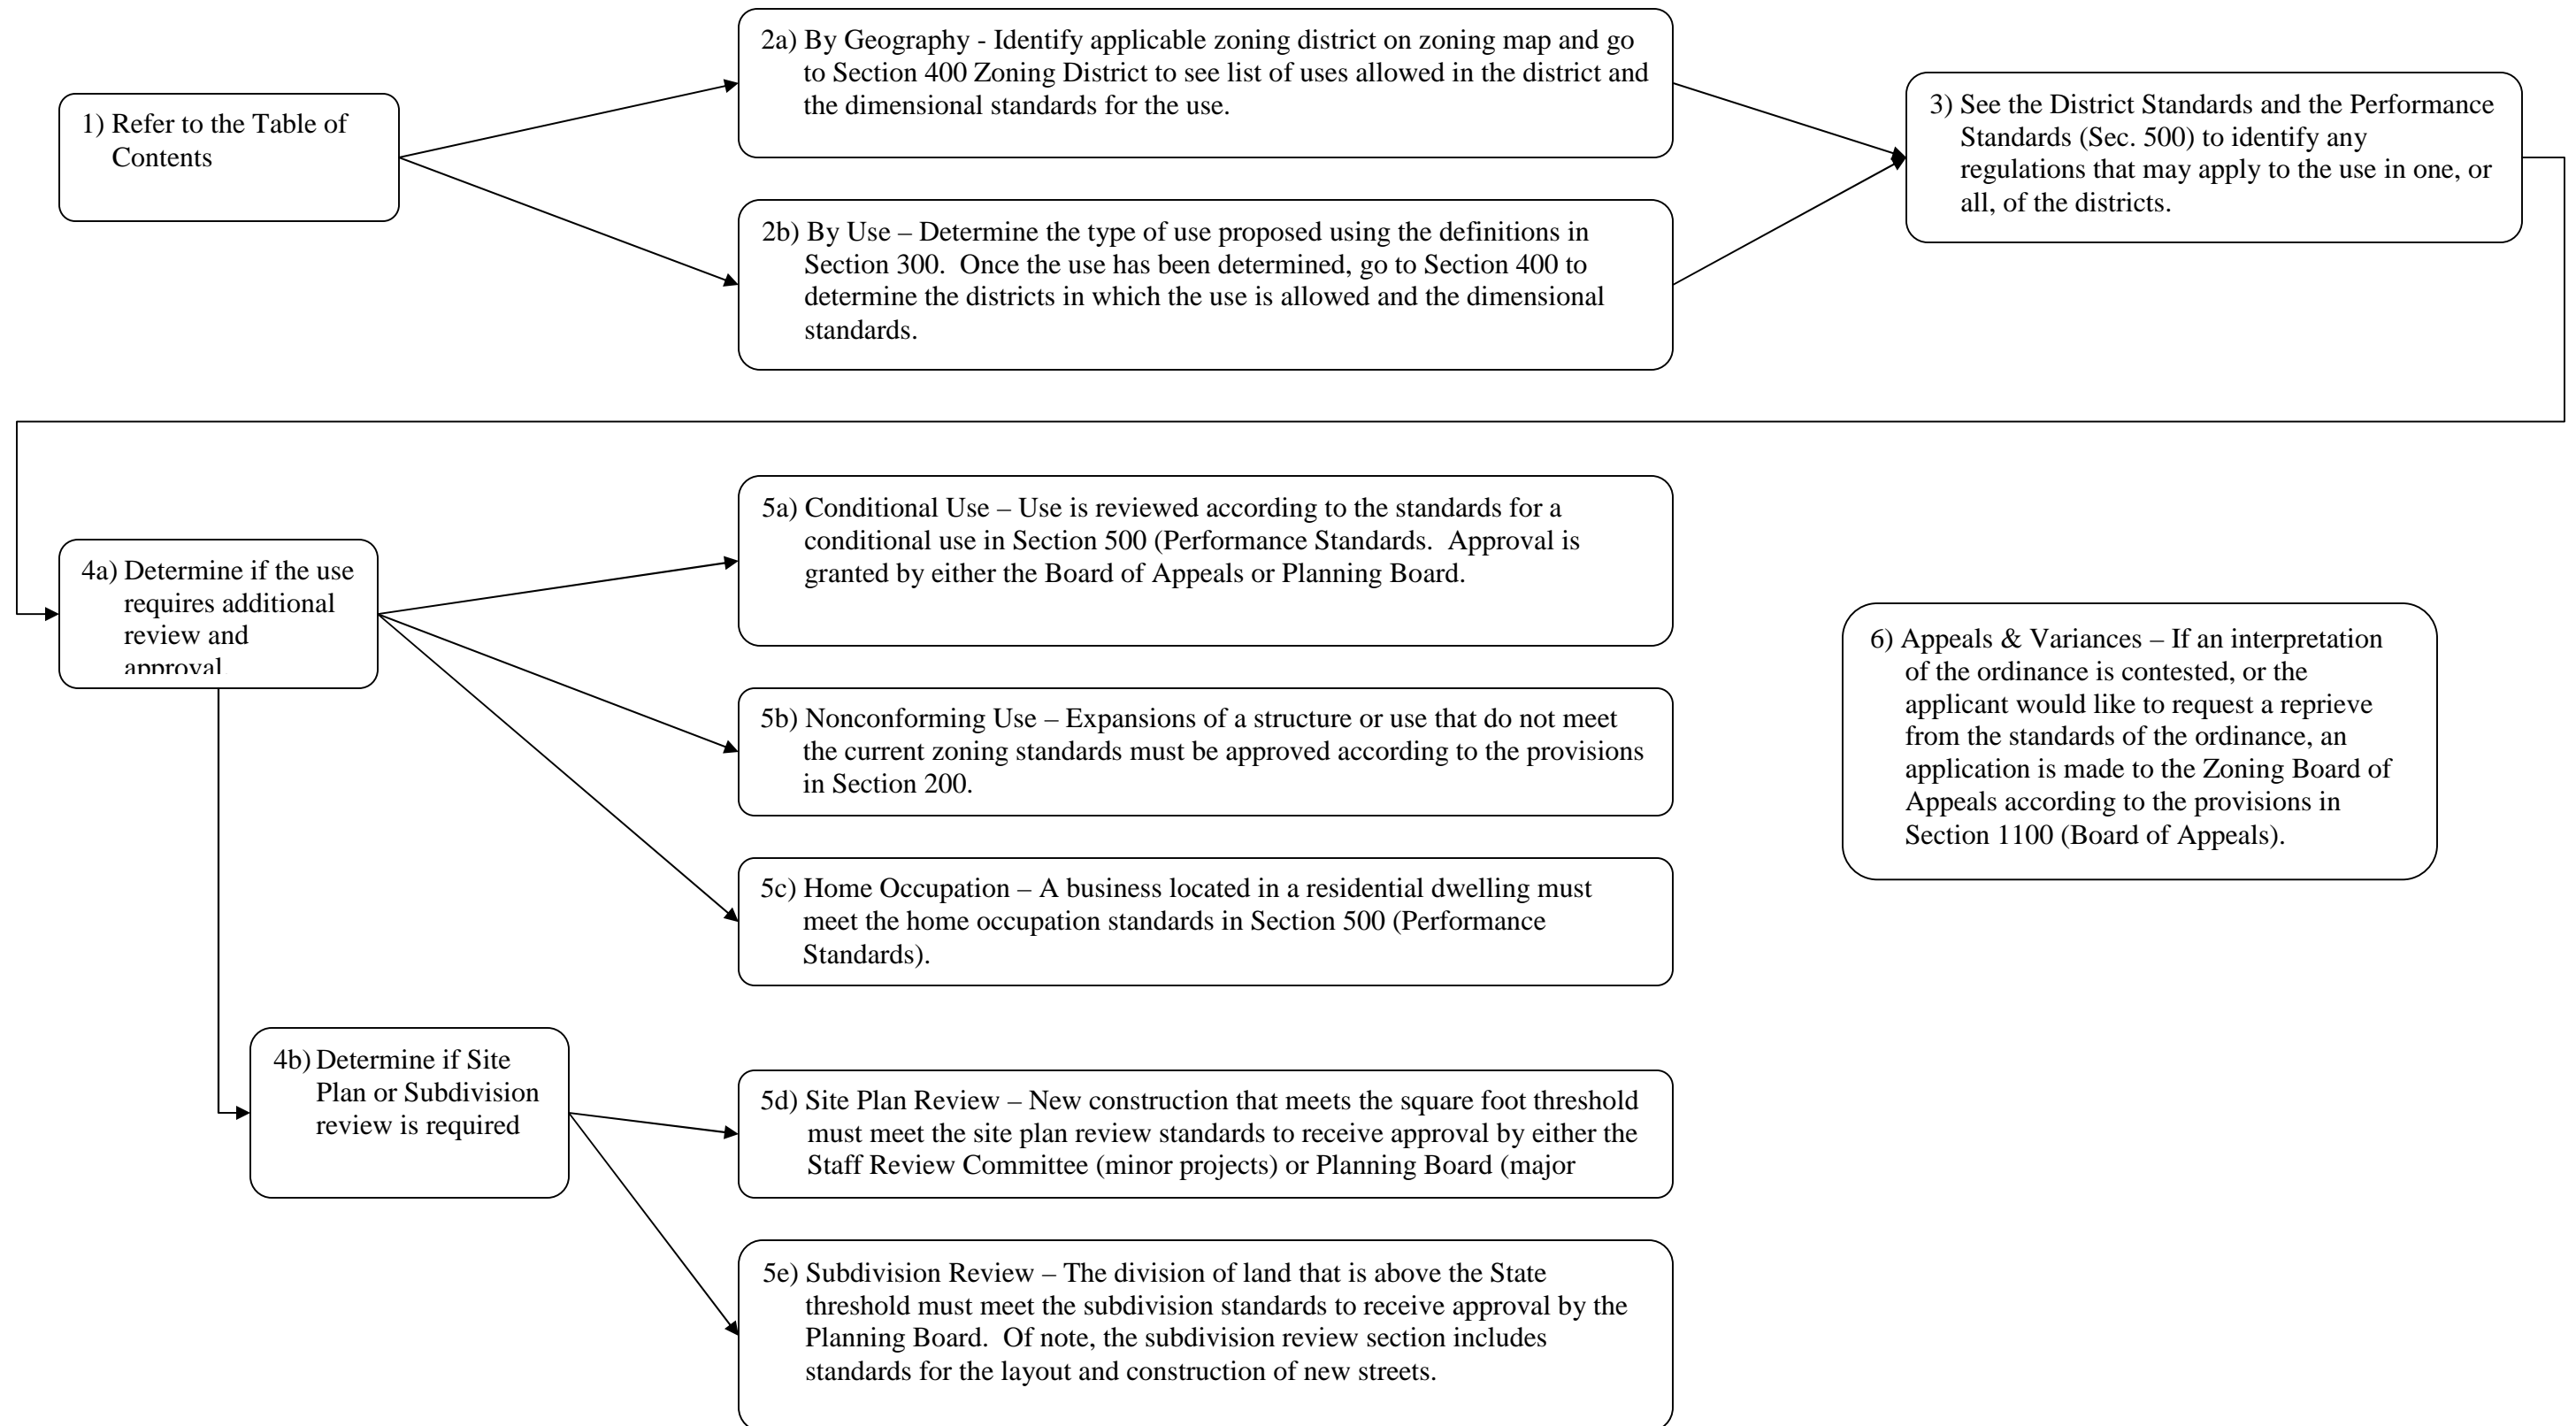 1) Refer to the Table of
Contents
2a) By Geography - Identify applicable zoning district on zoning map and go
to Section 400 Zoning District to see list of uses allowed in the district and
the dimensional standards for the use.
2b) By Use – Determine the type of use proposed using the definitions in
Section 300.  Once the use has been determined, go to Section 400 to
determine the districts in which the use is allowed and the dimensional
standards.
3) See the District Standards and the Performance
Standards (Sec. 500) to identify any
regulations that may apply to the use in one, or
all, of the districts.
4a) Determine if the use
requires additional
review and
approval.
5a) Conditional Use – Use is reviewed according to the standards for a
conditional use in Section 500 (Performance Standards.  Approval is
granted by either the Board of Appeals or Planning Board.
5b) Nonconforming Use – Expansions of a structure or use that do not meet
the current zoning standards must be approved according to the provisions
in Section 200.
5c) Home Occupation – A business located in a residential dwelling must
meet the home occupation standards in Section 500 (Performance
Standards).
4b) Determine if Site
Plan or Subdivision
review is required
5d) Site Plan Review – New construction that meets the square foot threshold
must meet the site plan review standards to receive approval by either the
Staff Review Committee (minor projects) or Planning Board (major
5e) Subdivision Review – The division of land that is above the State
threshold must meet the subdivision standards to receive approval by the
Planning Board.  Of note, the subdivision review section includes
standards for the layout and construction of new streets.
6) Appeals & Variances – If an interpretation
of the ordinance is contested, or the
applicant would like to request a reprieve
from the standards of the ordinance, an
application is made to the Zoning Board of
Appeals according to the provisions in
Section 1100 (Board of Appeals).